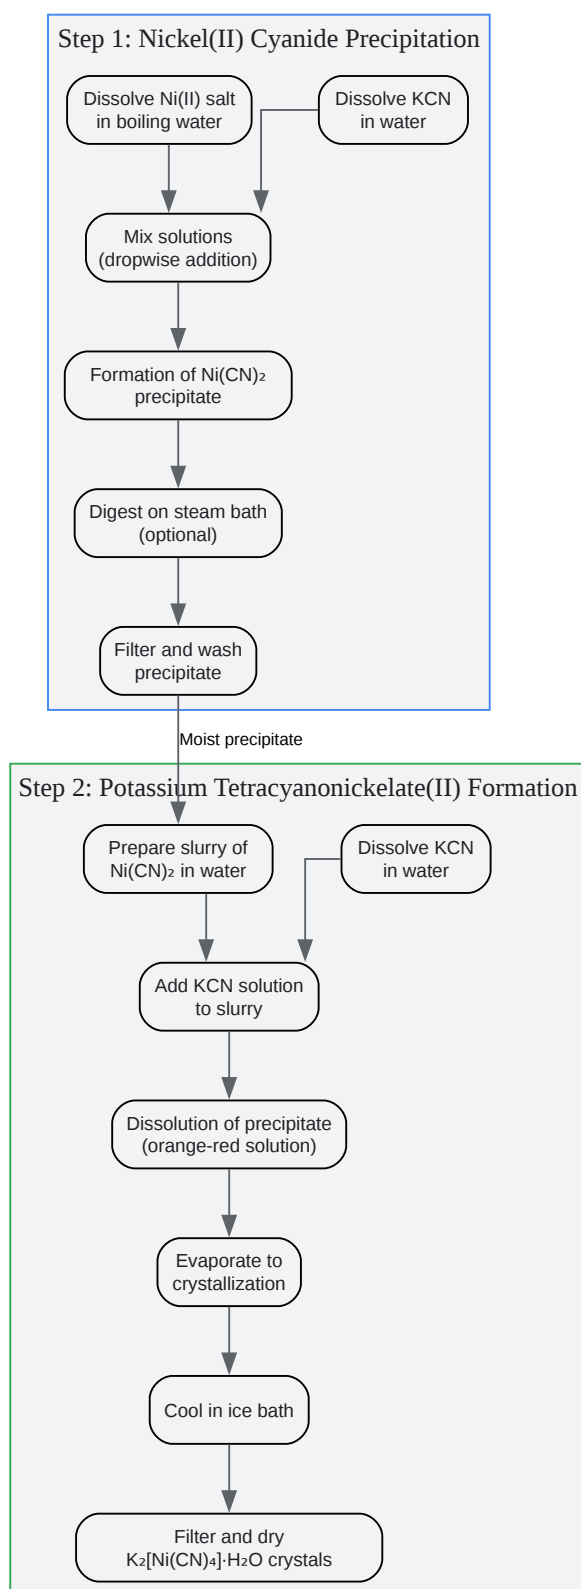 Step 1: Nickel(II) Cyanide Precipitation
Dissolve Ni(II) salt
in boiling water
Dissolve KCN
in water
Mix solutions
(dropwise addition)
Formation of Ni(CN)₂
precipitate
Digest on steam bath
(optional)
Filter and wash
precipitate
Moist precipitate
Step 2: Potassium Tetracyanonickelate(II) Formation
Prepare slurry of
Ni(CN)₂ in water
Dissolve KCN
in water
Add KCN solution
to slurry
Dissolution of precipitate
(orange-red solution)
Evaporate to
crystallization
Cool in ice bath
Filter and dry
K₂[Ni(CN)₄]·H₂O crystals